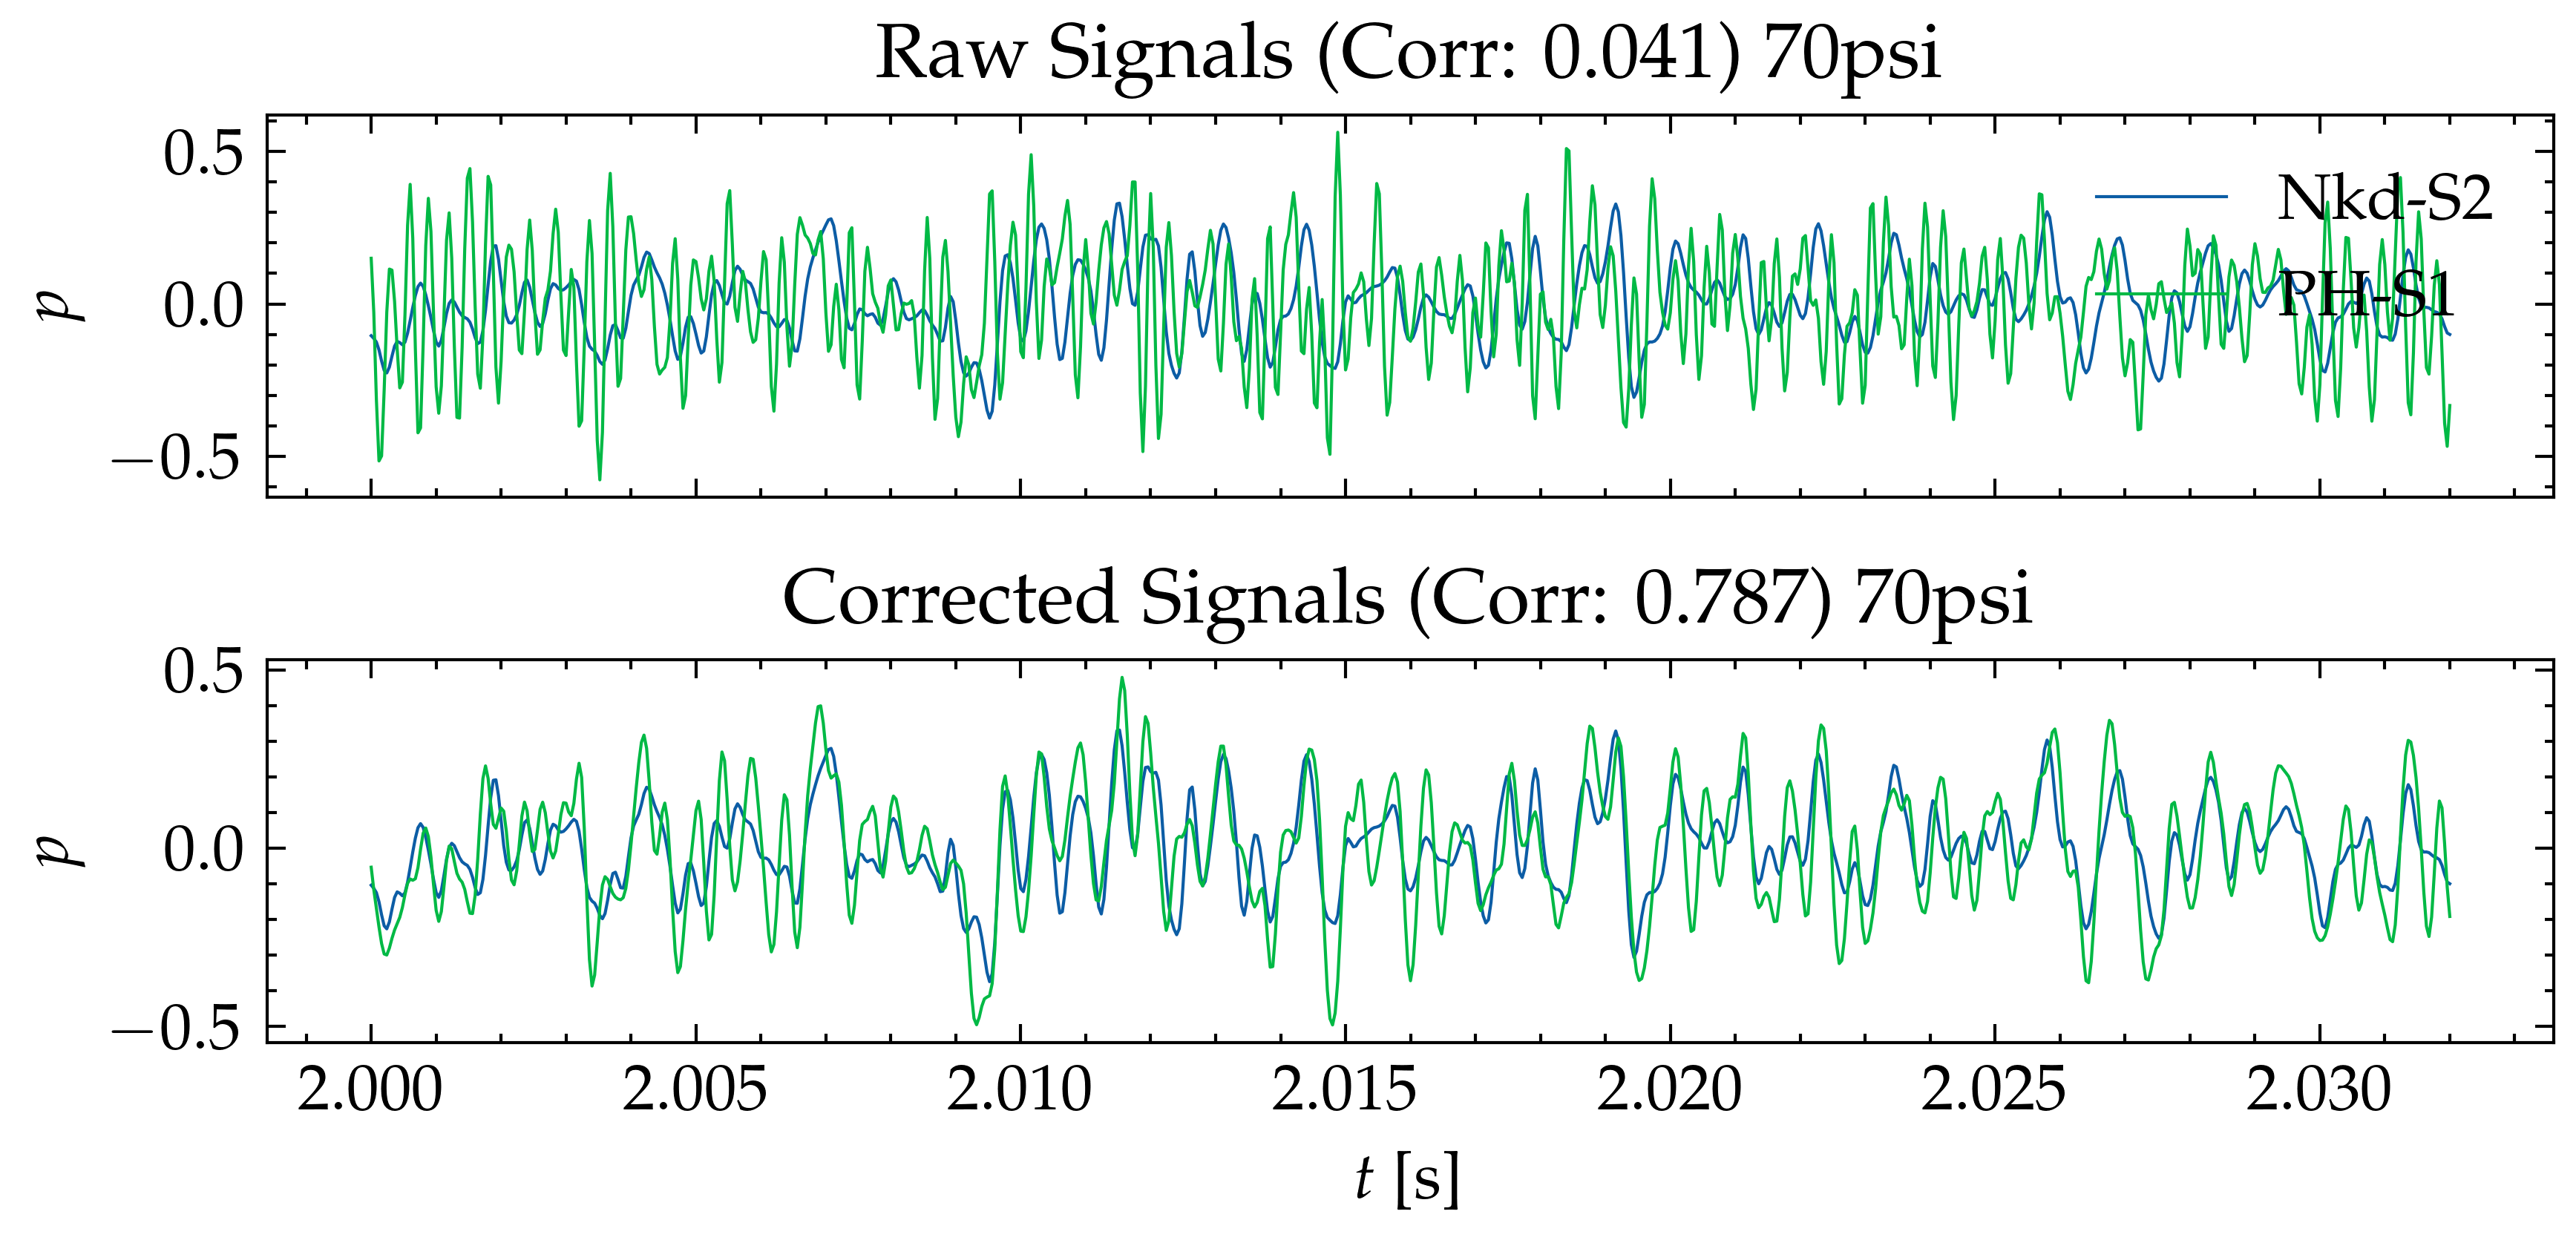 Raw Signals (Corr: 0.041) 70psi
0.5
0.0
−0.5
p
Nkd-S2
PH-S1
Corrected Signals (Corr: 0.787) 70psi
0.5
0.0
−0.5
p
2.000 2.005 2.010 2.015 2.020 2.025 2.030
t [s]